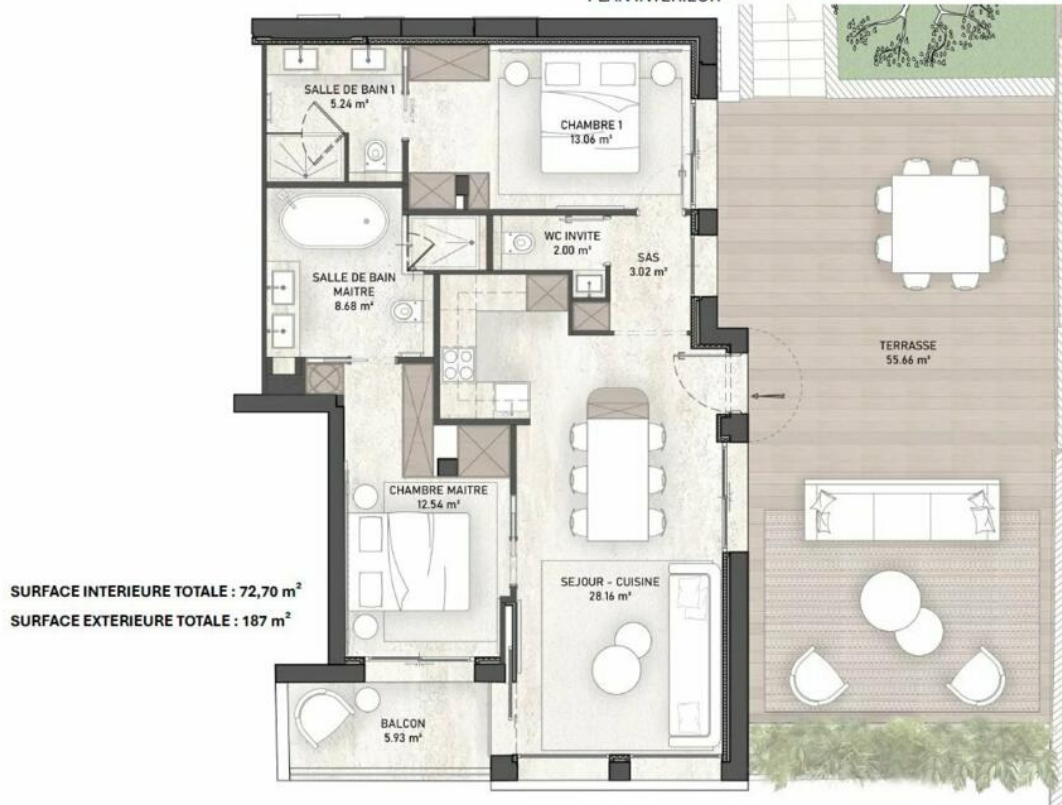 PLAN INTERIEUR
SALLE DE BAIN 1
5.24 m²
CHAMBRE 1
13.06 m²
WC INVITE
2.00 m²
SAS
3.02 m²
SALLE DE BAIN
MAITRE
8.68 m²
TERRASSE
55.66 m²
CHAMBRE MAITRE
12.54 m²
SEJOUR - CUISINE
28.16 m²
SURFACE INTERIEURE TOTALE : 72,70 m²
SURFACE EXTERIEURE TOTALE : 187 m²
BALCON
5.93 m²